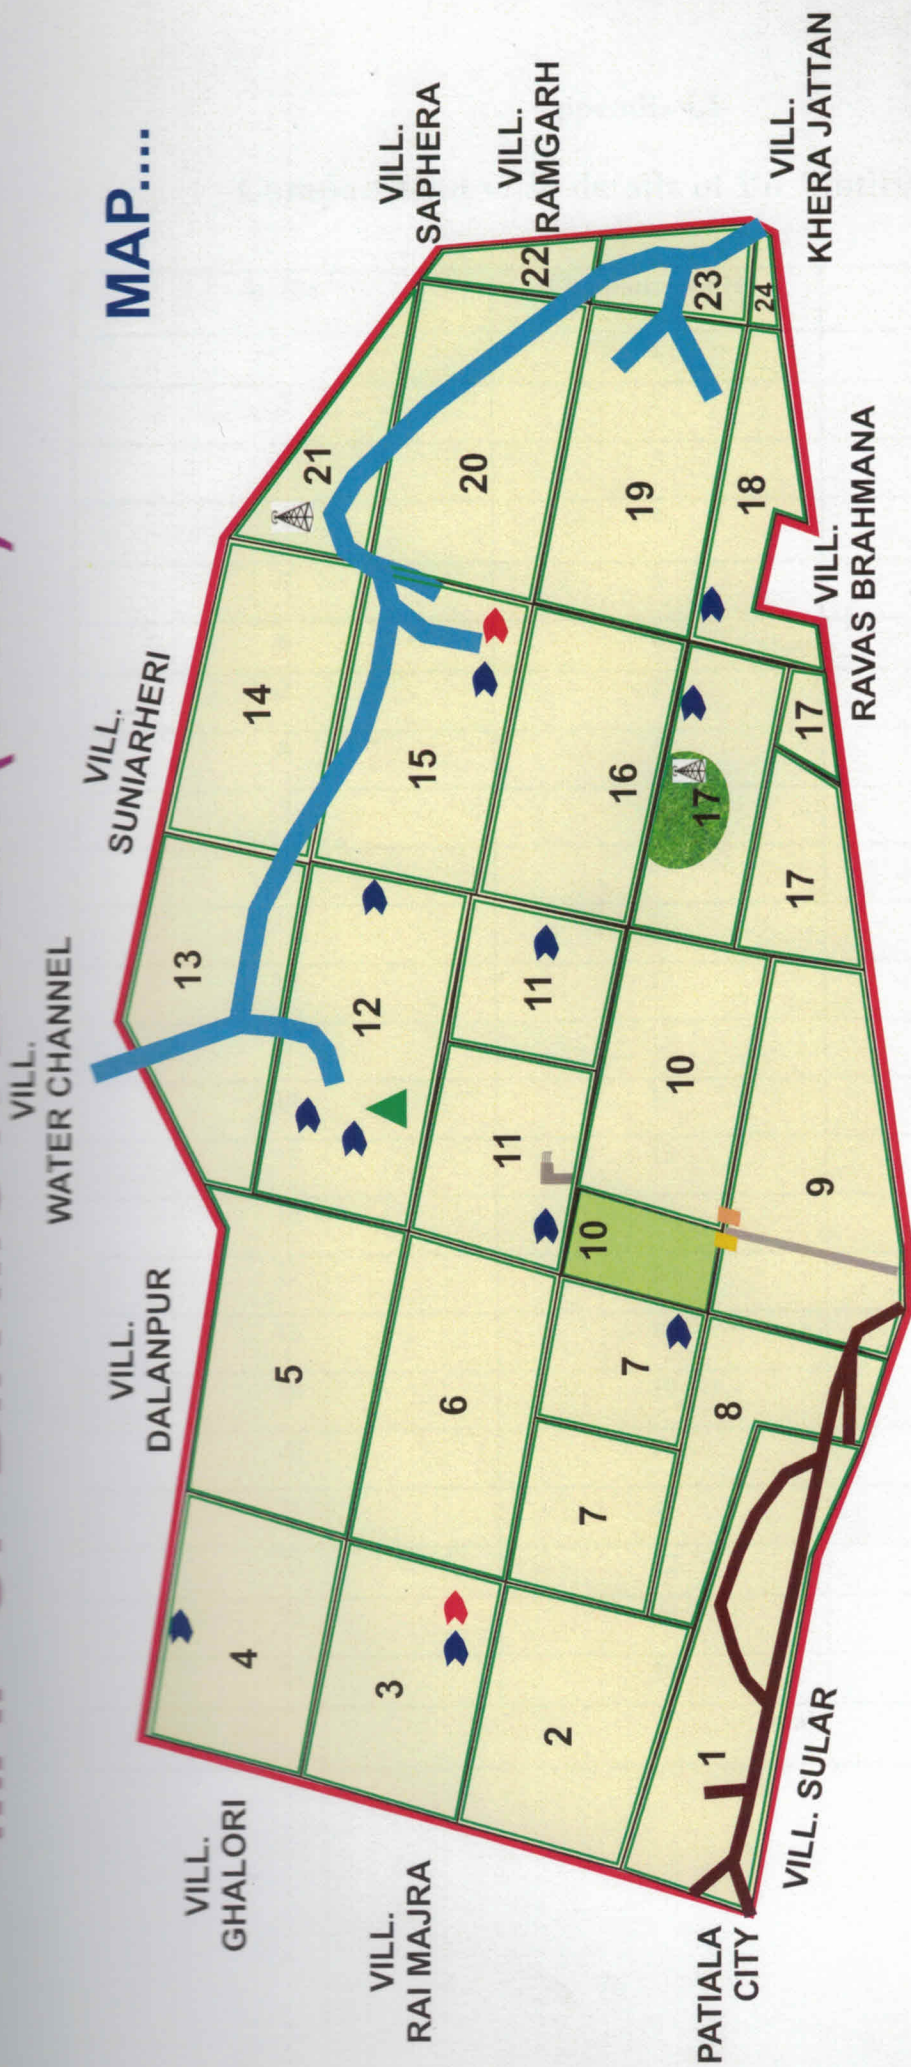 MAP....
VILL.
WATER CHANNEL
VILL.
SUNIARHERI
VILL.
DALANPUR
VILL.
SAPHERA
VILL.
RAMGARH
VILL.
KHERA JATTAN
VILL.
RAVAS BRAHMANA
VILL.
GHALORI
VILL.
RAI MAJRA
PATIALA
CITY
VILL. SULAR
13
14
21
4
5
12
15
20
22
3
6
11
11
16
19
23
24
2
7
7
10
10
17
18
1
8
9
17
17